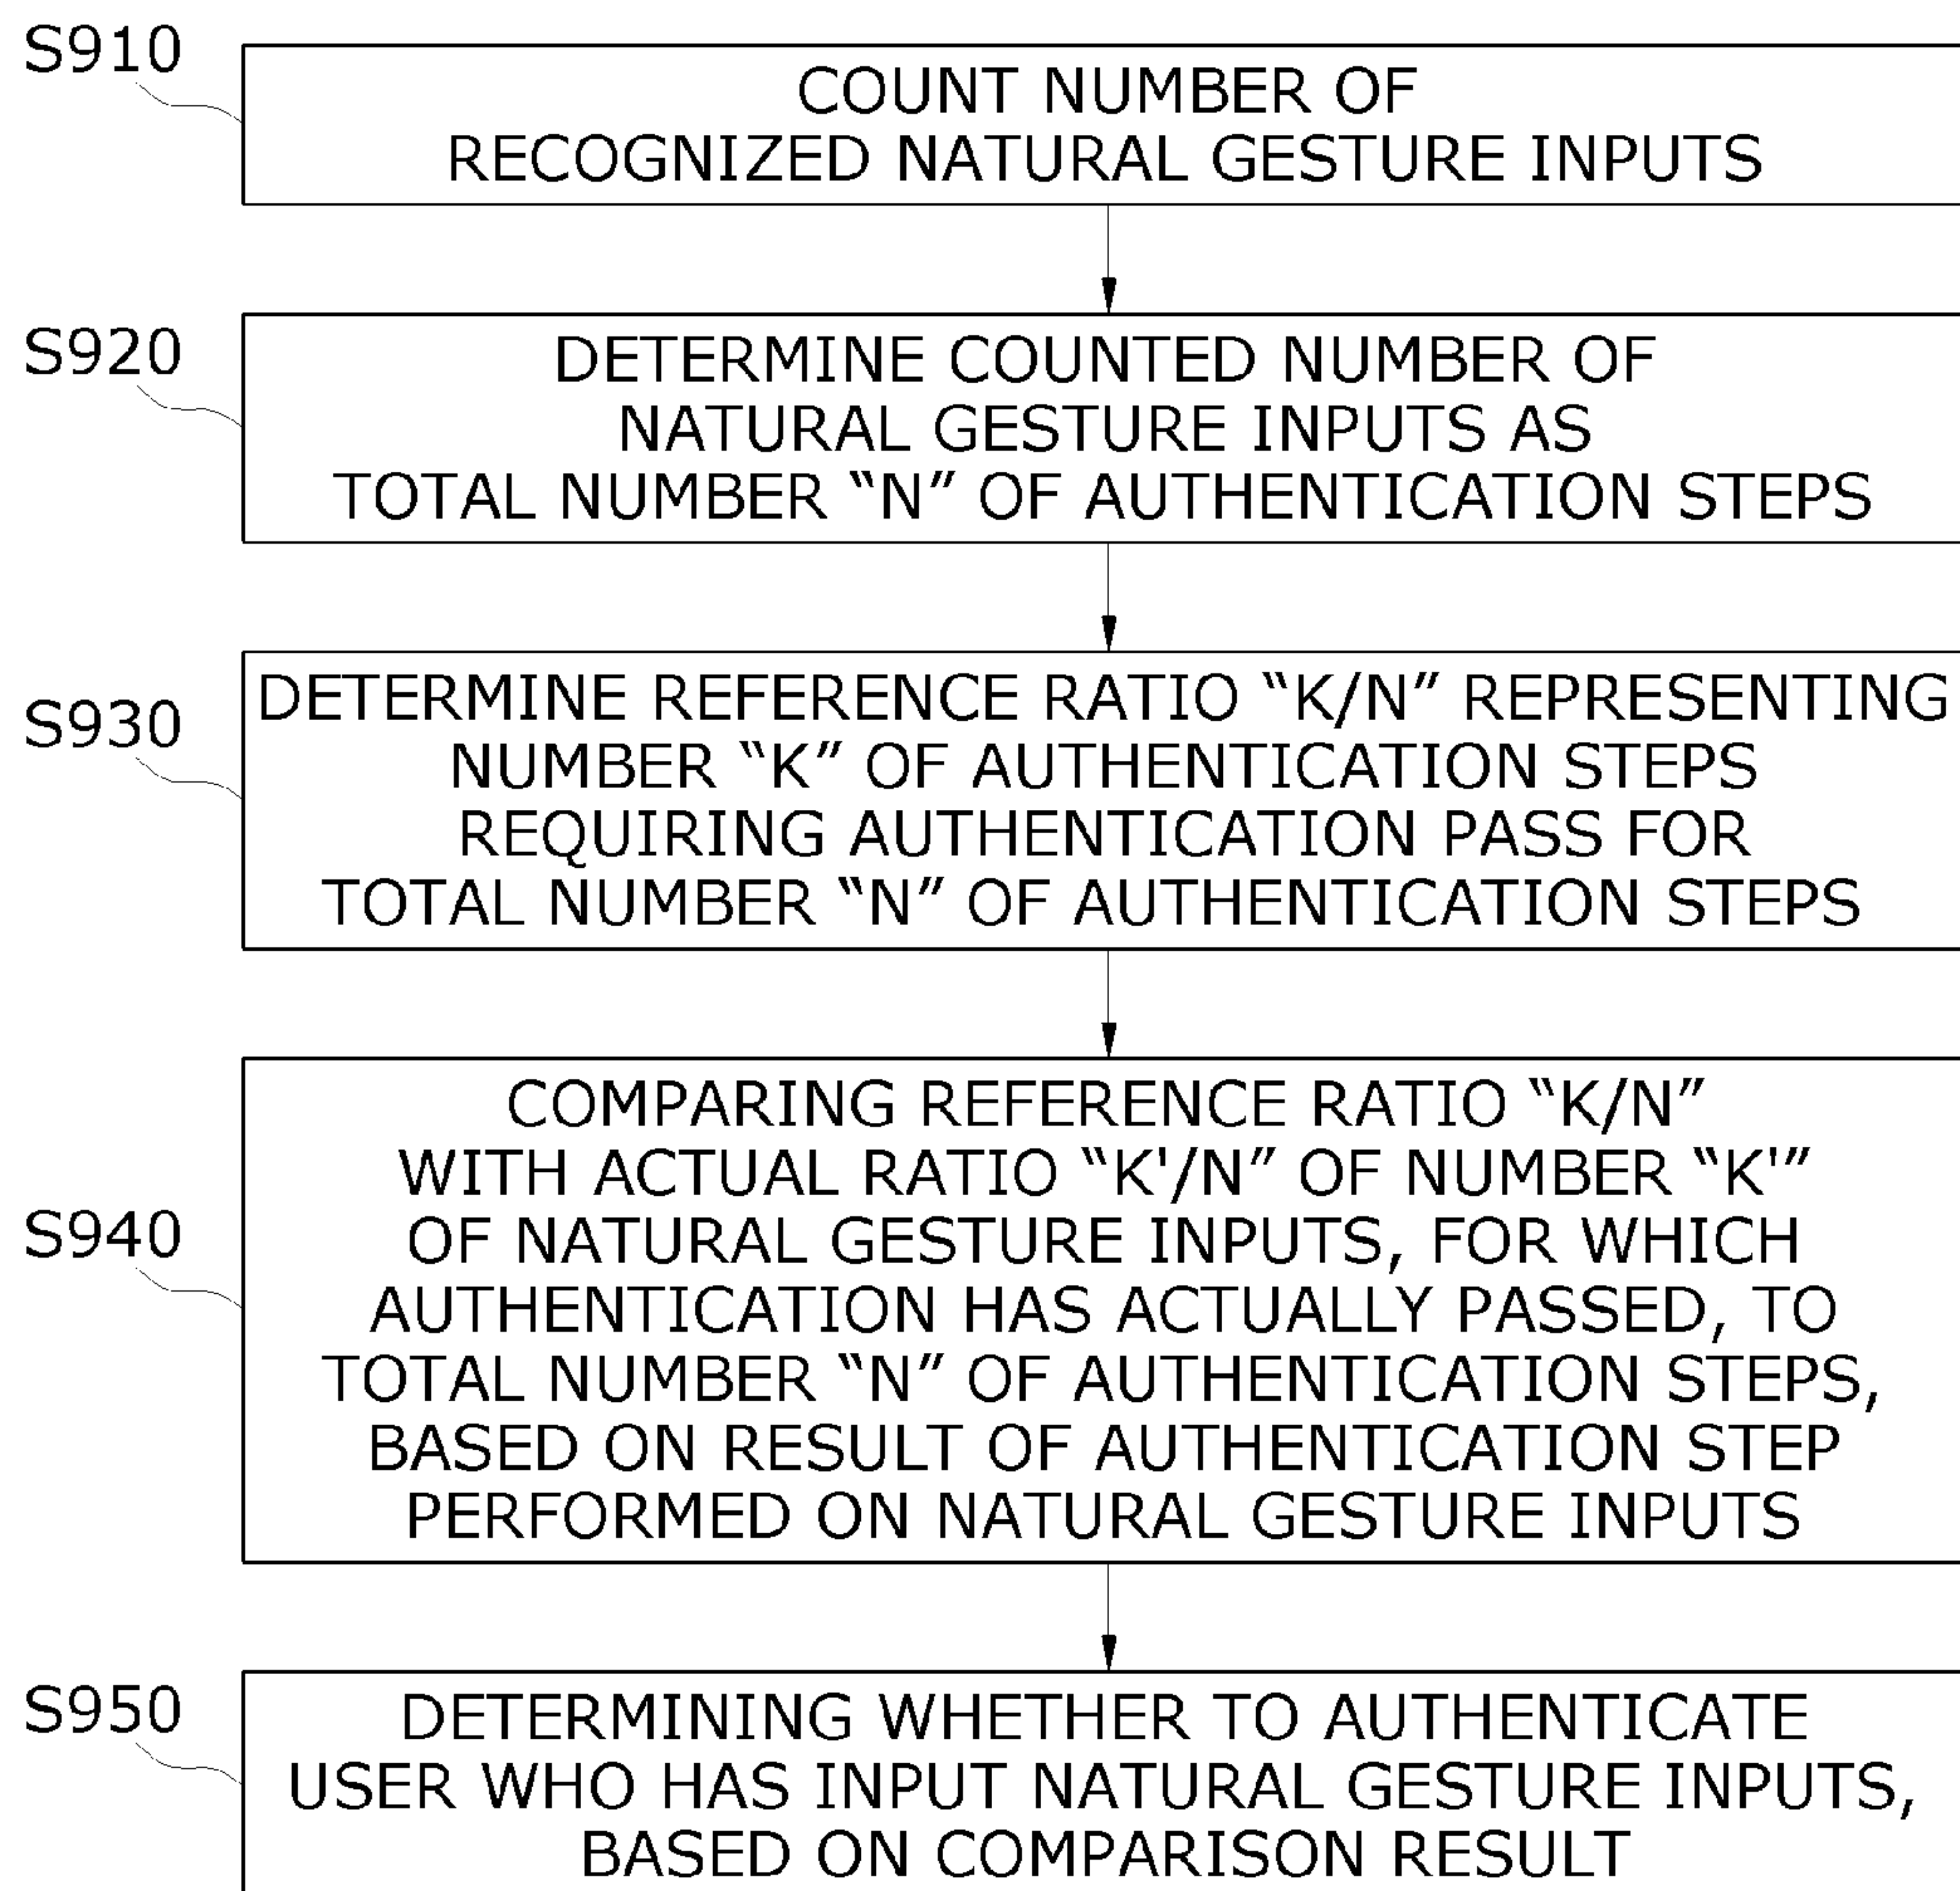 S910
COUNT NUMBER OF
RECOGNIZED NATURAL GESTURE INPUTS
S920
DETERMINE COUNTED NUMBER OF
NATURAL GESTURE INPUTS AS
TOTAL NUMBER “N” OF AUTHENTICATION STEPS
S930
DETERMINE REFERENCE RATIO “K/N” REPRESENTING
NUMBER “K” OF AUTHENTICATION STEPS
REQUIRING AUTHENTICATION PASS FOR
TOTAL NUMBER “N” OF AUTHENTICATION STEPS
S940
COMPARING REFERENCE RATIO “K/N”
WITH ACTUAL RATIO “K'/N” OF NUMBER “K'”
OF NATURAL GESTURE INPUTS, FOR WHICH
AUTHENTICATION HAS ACTUALLY PASSED, TO
TOTAL NUMBER “N” OF AUTHENTICATION STEPS,
BASED ON RESULT OF AUTHENTICATION STEP
PERFORMED ON NATURAL GESTURE INPUTS
S950
DETERMINING WHETHER TO AUTHENTICATE
USER WHO HAS INPUT NATURAL GESTURE INPUTS,
BASED ON COMPARISON RESULT